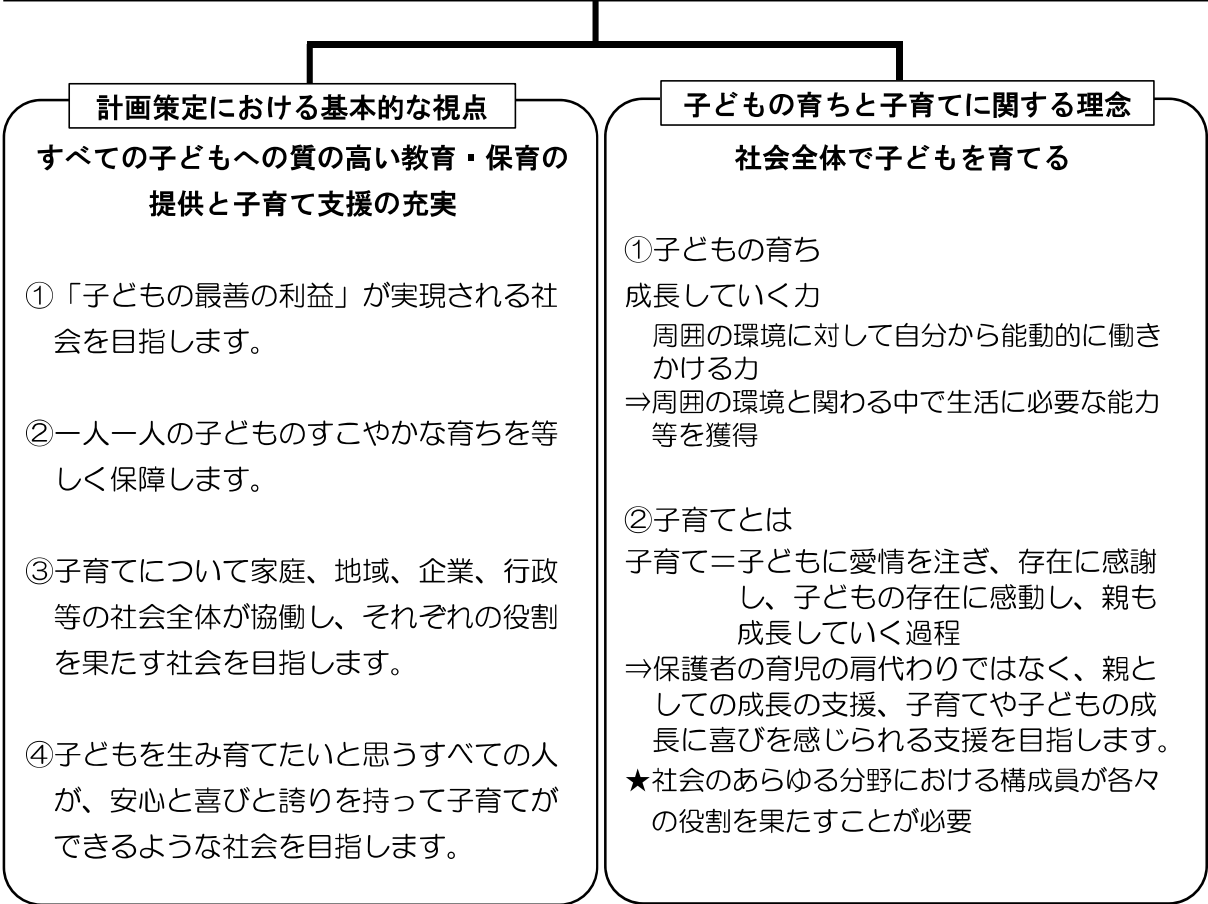 計画策定における基本的な視点
すべての子どもへの質の高い教育・保育の
提供と子育て支援の充実
①「子どもの最善の利益」が実現される社
会を目指します。
②一人一人の子どものすこやかな育ちを等
しく保障します。
③子育てについて家庭、地域、企業、行政
等の社会全体が協働し、それぞれの役割
を果たす社会を目指します。
④子どもを生み育てたいと思うすべての人
が、安心と喜びと誇りを持って子育てが
できるような社会を目指します。
子どもの育ちと子育てに関する理念
社会全体で子どもを育てる
①子どもの育ち
成長していく力
周囲の環境に対して自分から能動的に働き
かける力
⇒周囲の環境と関わる中で生活に必要な能力
等を獲得
②子育てとは
子育て＝子どもに愛情を注ぎ、存在に感謝
し、子どもの存在に感動し、親も
成長していく過程
⇒保護者の育児の肩代わりではなく、親と
しての成長の支援、子育てや子どもの成
長に喜びを感じられる支援を目指します。
★社会のあらゆる分野における構成員が各々
の役割を果たすことが必要